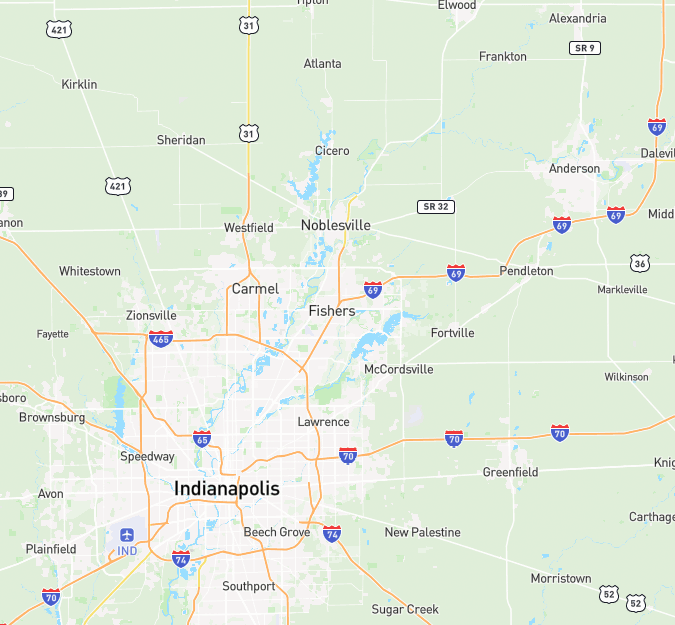 Tipton
Elwood
421
31
Alexandria
SR 9
Frankton
Atlanta
Kirklin
69
31
Sheridan
Cicero
Dalevil
Anderson
421
39
SR 32
69
69
Midd
anon
Westfield
Noblesville
36
Whitestown
69
Pendleton
Carmel
69
Markleville
Zionsville
Fishers
Fortville
Fayette
465
McCordsville
Wilkinson
sboro
Brownsburg
Lawrence
65
70
70
Speedway
70
Knig
Greenfield
Avon
Indianapolis
Carthage
Beech Grove
74
New Palestine
Plainfield
IND
74
Southport
Morristown
70
52
52
Sugar Creek